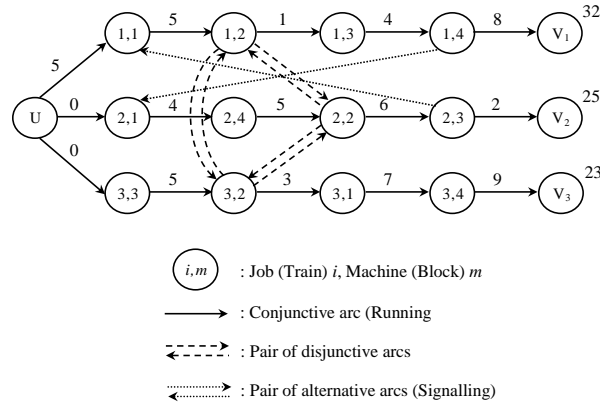 32
5 1 4 8
1,1 1,2 1,3 1,4 V1
5
25
0 4 5 6 2
U 2,1 2,4 2,2 2,3 V2
0
23
5 3 7 9
3,3 3,2 3,1 3,4 V3
i,m : Job (Train) i, Machine (Block) m
: Conjunctive arc (Running
: Pair of disjunctive arcs
: Pair of alternative arcs (Signalling)